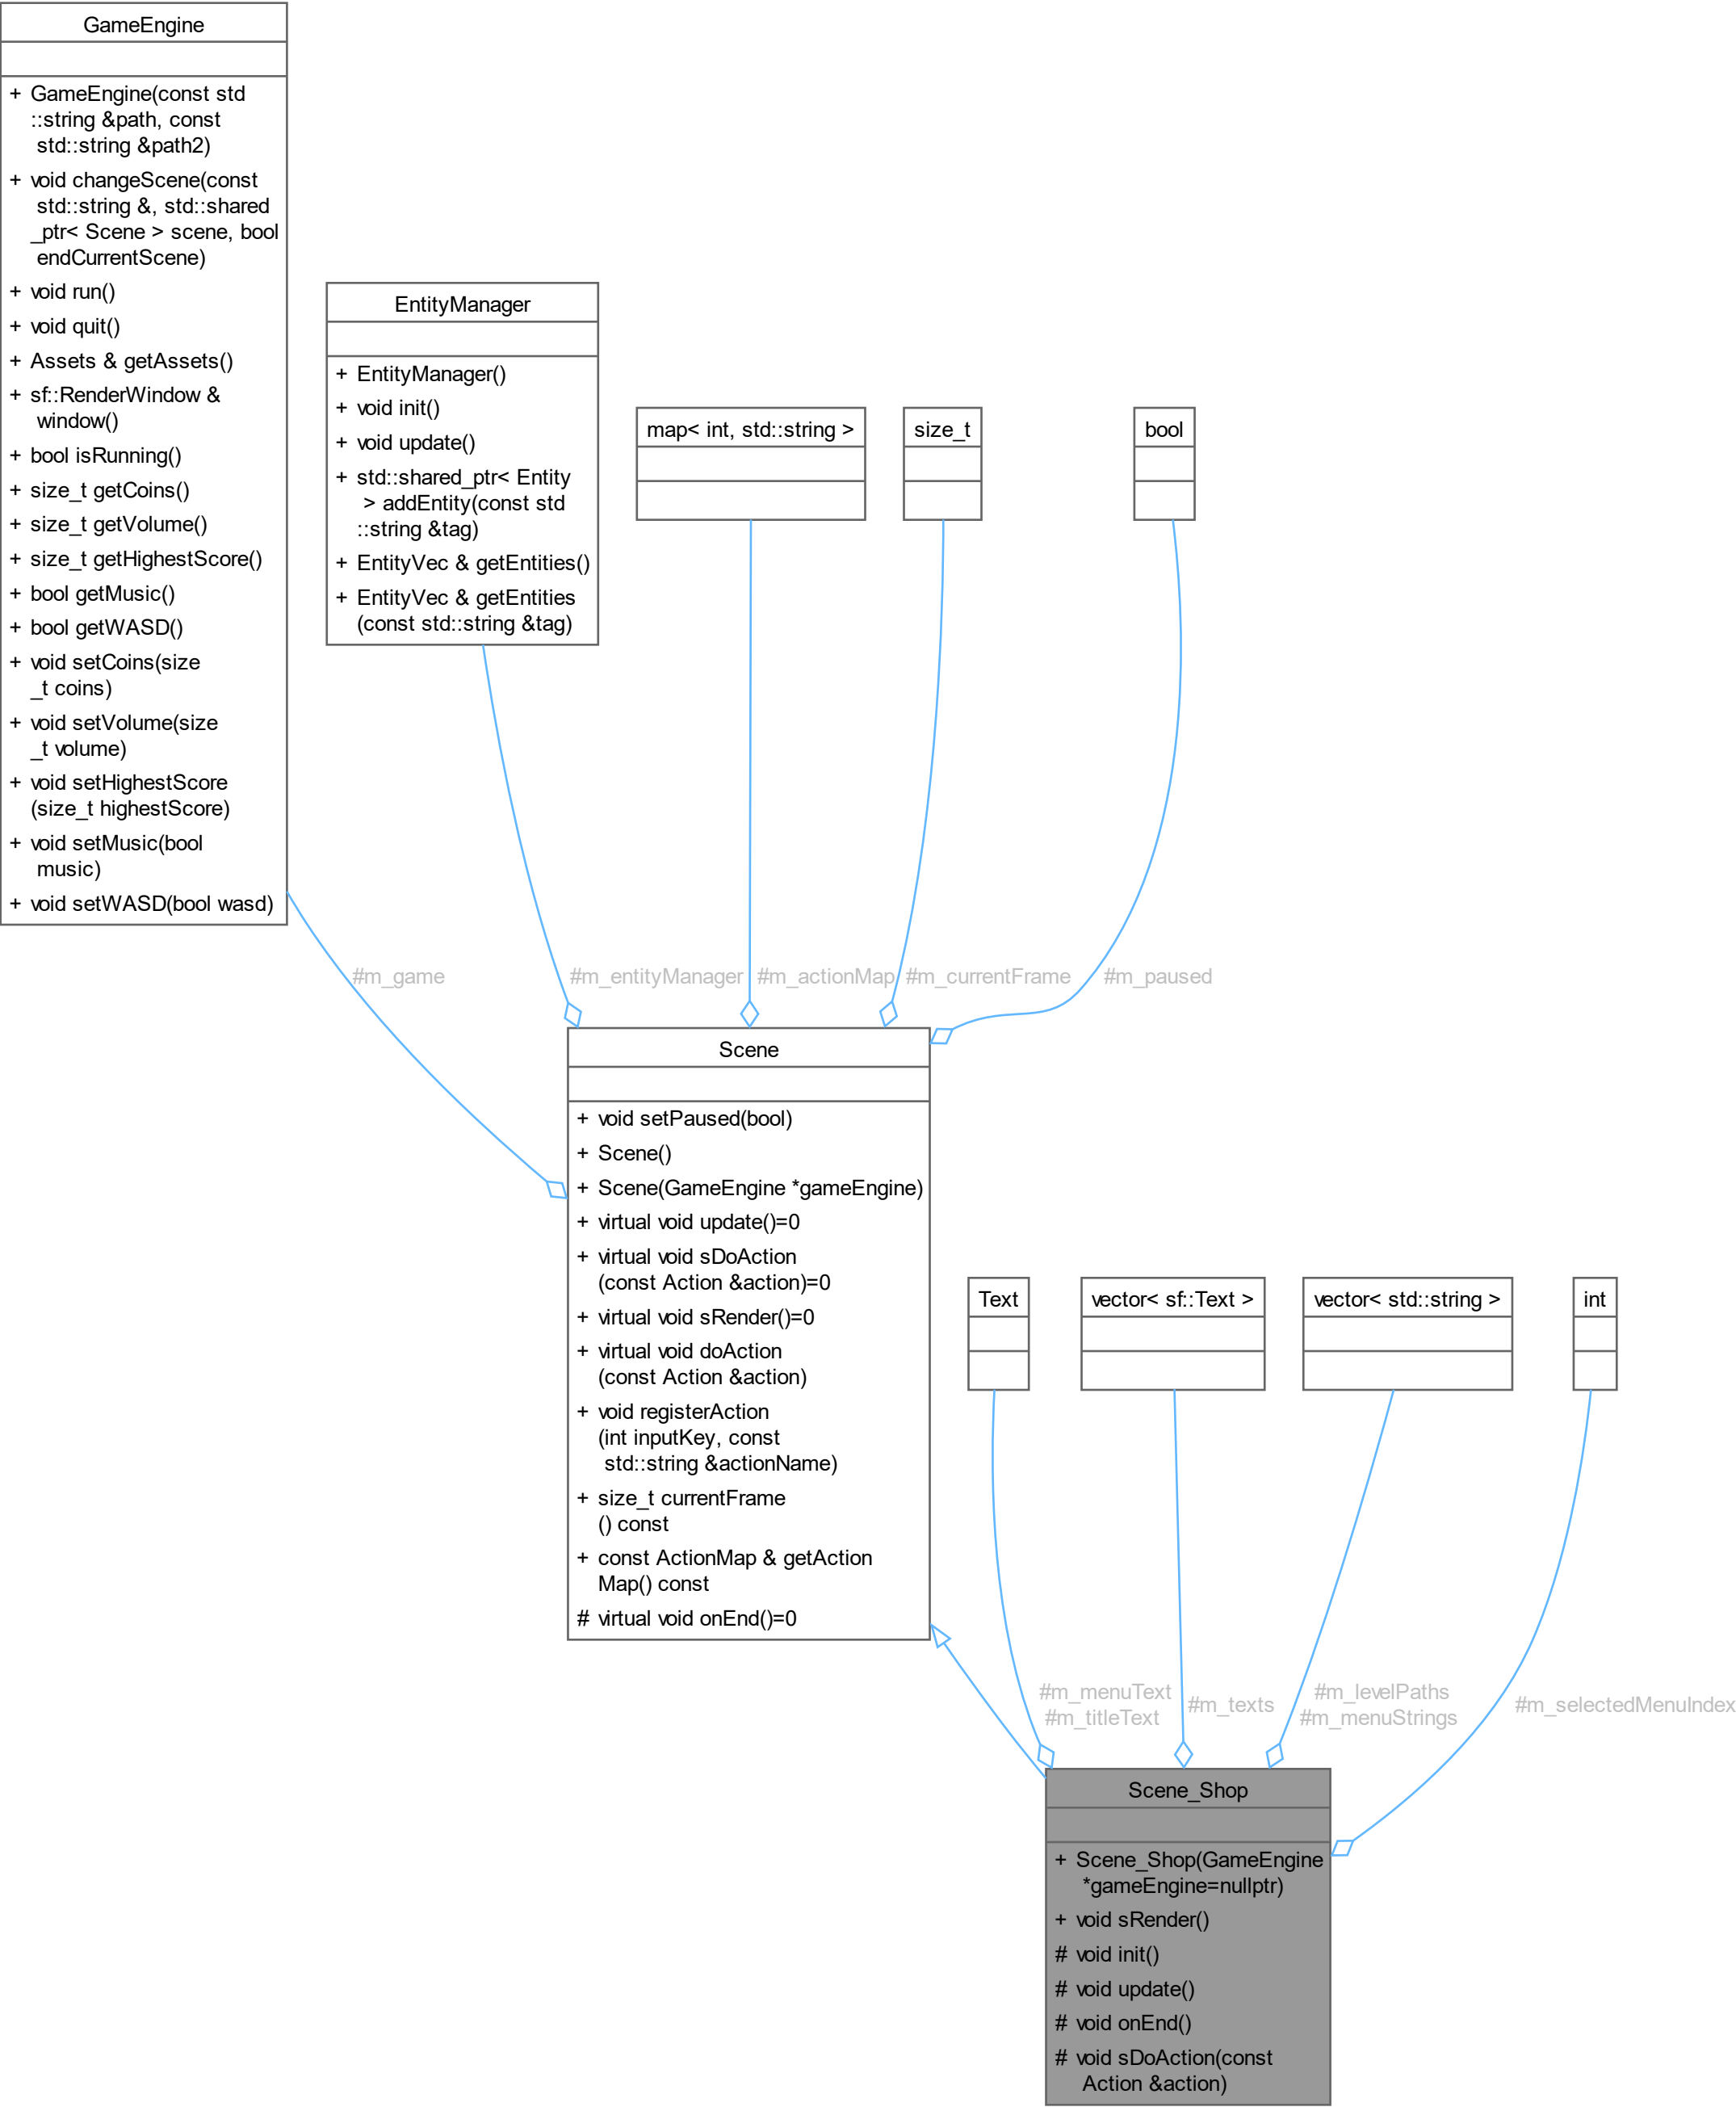 GameEngine
+ GameEngine(const std
::string &path, const
std::string &path2)
+ void changeScene(const
std::string &, std::shared
_ptr< Scene > scene, bool
endCurrentScene)
+ void run()
+ void quit()
+ Assets & getAssets()
+ sf::RenderWindow &
window()
+ bool isRunning()
+ size_t getCoins()
+ size_t getVolume()
+ size_t getHighestScore()
+ bool getMusic()
+ bool getWASD()
+ void setCoins(size
_t coins)
+ void setVolume(size
_t volume)
+ void setHighestScore
(size_t highestScore)
+ void setMusic(bool
music)
+ void setWASD(bool wasd)
EntityManager
+ EntityManager()
+ void init()
+ void update()
+ std::shared_ptr< Entity
> addEntity(const std
::string &tag)
+ EntityVec & getEntities()
+ EntityVec & getEntities
(const std::string &tag)
map< int, std::string >
size_t
bool
#m_game
#m_entityManager
#m_actionMap
#m_currentFrame
#m_paused
Scene
+ void setPaused(bool)
+ Scene()
+ Scene(GameEngine *gameEngine)
+ virtual void update()=0
+ virtual void sDoAction
(const Action &action)=0
+ virtual void sRender()=0
+ virtual void doAction
(const Action &action)
+ void registerAction
(int inputKey, const
std::string &actionName)
+ size_t currentFrame
() const
+ const ActionMap & getAction
Map() const
# virtual void onEnd()=0
Text
vector< sf::Text >
vector< std::string >
int
#m_menuText
#m_titleText
#m_texts
#m_levelPaths
#m_menuStrings
#m_selectedMenuIndex
Scene_Shop
+ Scene_Shop(GameEngine
*gameEngine=nullptr)
+ void sRender()
# void init()
# void update()
# void onEnd()
# void sDoAction(const
Action &action)